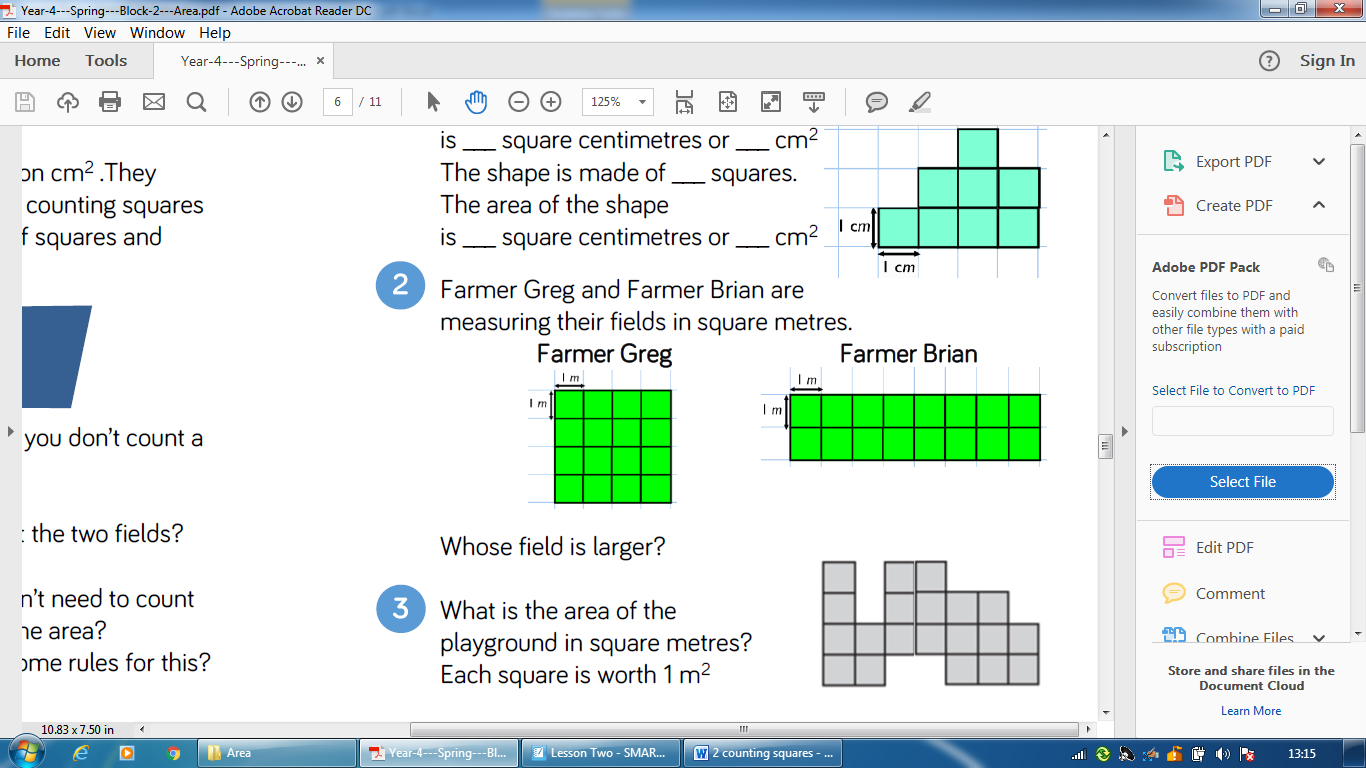 Year-4---Spring---Block-2---Area.pdf - Adobe Acrobat Reader DC
File Edit View Window Help
Home Tools Year-4---Spring---... × Sign In
6 / 11 125%
on cm² .They
counting squares
f squares and
you don't count a
the two fields?
n't need to count
ne area?
ome rules for this?
is ___ square centimetres or ___ cm²
The shape is made of ___ squares.
The area of the shape
is ___ square centimetres or ___ cm²
1 cm
1 cm
2
Farmer Greg and Farmer Brian are
measuring their fields in square metres.
Farmer Greg Farmer Brian
1 m 1 m
1 m 1 m
Whose field is larger?
3
What is the area of the
playground in square metres?
Each square is worth 1 m²
Export PDF
Create PDF
Adobe PDF Pack
Convert files to PDF and
easily combine them with
other file types with a paid
subscription
Select File to Convert to PDF
Select File
Edit PDF
Comment
Combine Files
Store and share files in the
Document Cloud
Learn More
10.83 x 7.50 in
Area Year-4---Spring---Bl... Lesson Two - SMAR... 2 counting squares - ... 13:15